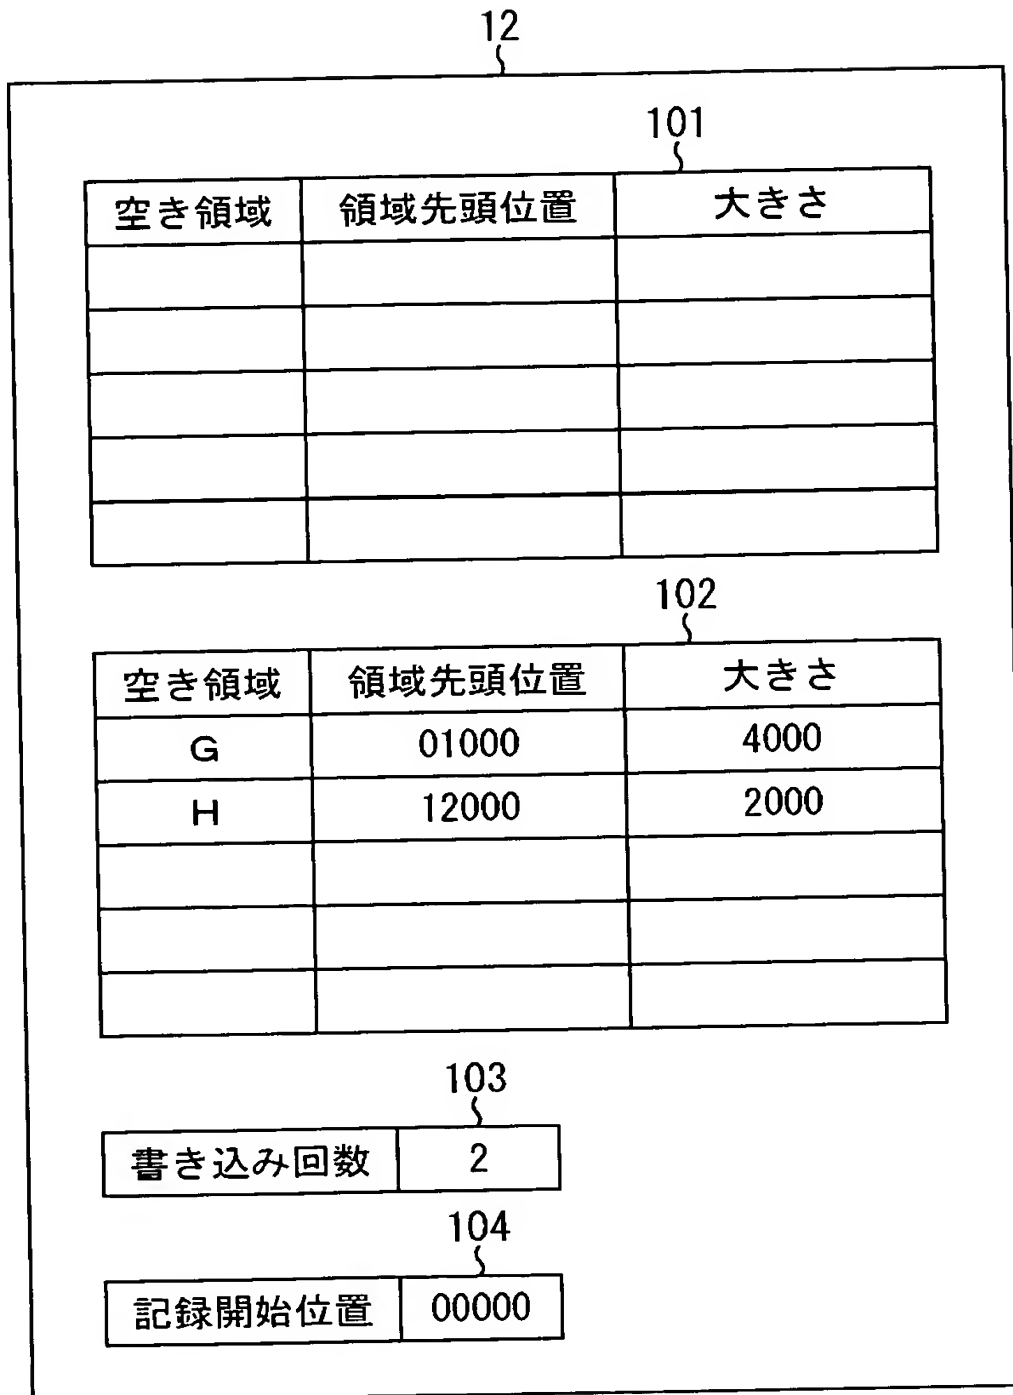 12
101
空き領域 領域先頭位置 大きさ
102
空き領域 領域先頭位置 大きさ
G 01000 4000
H 12000 2000
103
書き込み回数 2
104
記録開始位置 00000